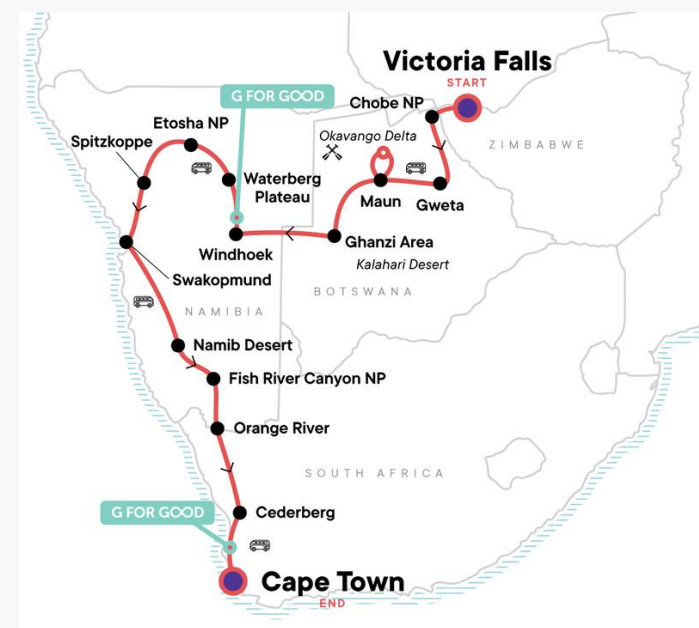 Victoria Falls
START
G FOR GOOD
Chobe NP
Etosha NP
Okavango Delta
ZIMBABWE
Spitzkoppe
Waterberg
Plateau
Maun
Gweta
Windhoek
Ghanzi Area
Kalahari Desert
Swakopmund
BOTSWANA
NAMIBIA
Namib Desert
Fish River Canyon NP
Orange River
SOUTH AFRICA
G FOR GOOD
Cederberg
Cape Town
END